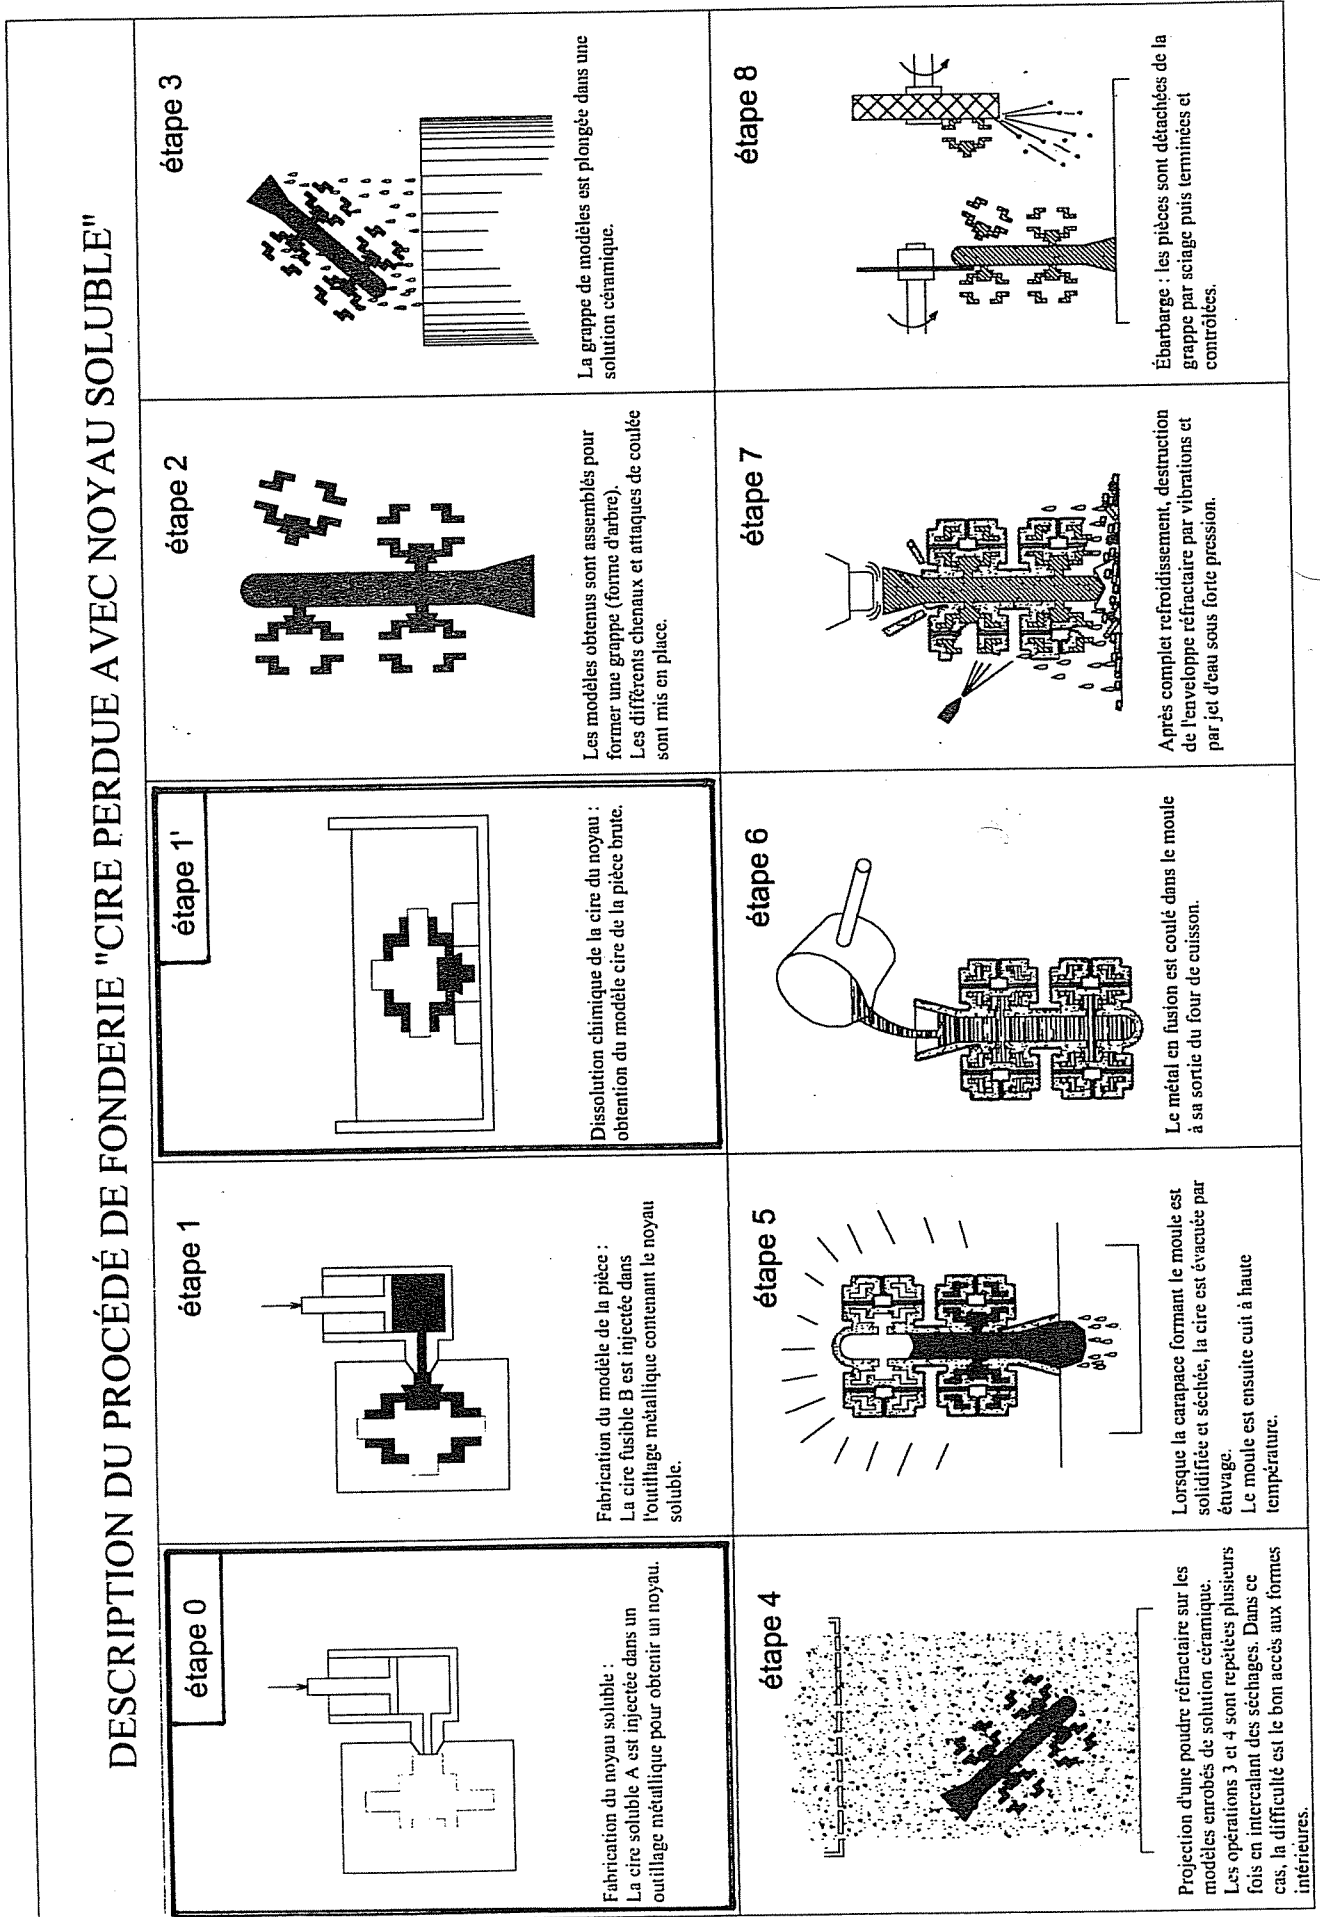 DESCRIPTION DU PROCÉDÉ DE FONDERIE "CIRE PERDUE AVEC NOYAU SOLUBLE"
étape 0
Fabrication du noyau soluble :
La cire soluble A est injectée dans un
outillage métallique pour obtenir un noyau.
étape 1
Fabrication du modèle de la pièce :
La cire fusible B est injectée dans
l'outillage métallique contenant le noyau
soluble.
étape 1'
Dissolution chimique de la cire du noyau :
obtention du modèle cire de la pièce brute.
étape 2
Les modèles obtenus sont assemblés pour
former une grappe (forme d'arbre).
Les différents chenaux et attaques de coulée
sont mis en place.
étape 3
La grappe de modèles est plongée dans une
solution céramique.
étape 4
Projection d'une poudre réfractaire sur les
modèles enrobés de solution céramique.
Les opérations 3 et 4 sont repétées plusieurs
fois en intercalant des séchages. Dans ce
cas, la difficulté est le bon accès aux formes
intérieures.
étape 5
Lorsque la carapace formant le moule est
solidifiée et séchée, la cire est évacuée par
étuvage.
Le moule est ensuite cuit à haute
température.
étape 6
Le métal en fusion est coulé dans le moule
à sa sortie du four de cuisson.
étape 7
Après complet refroidissement, destruction
de l'enveloppe réfractaire par vibrations et
par jet d'eau sous forte pression.
étape 8
Ébarbarge : les pièces sont détachées de la
grappe par sciage puis terminées et
contrôlées.